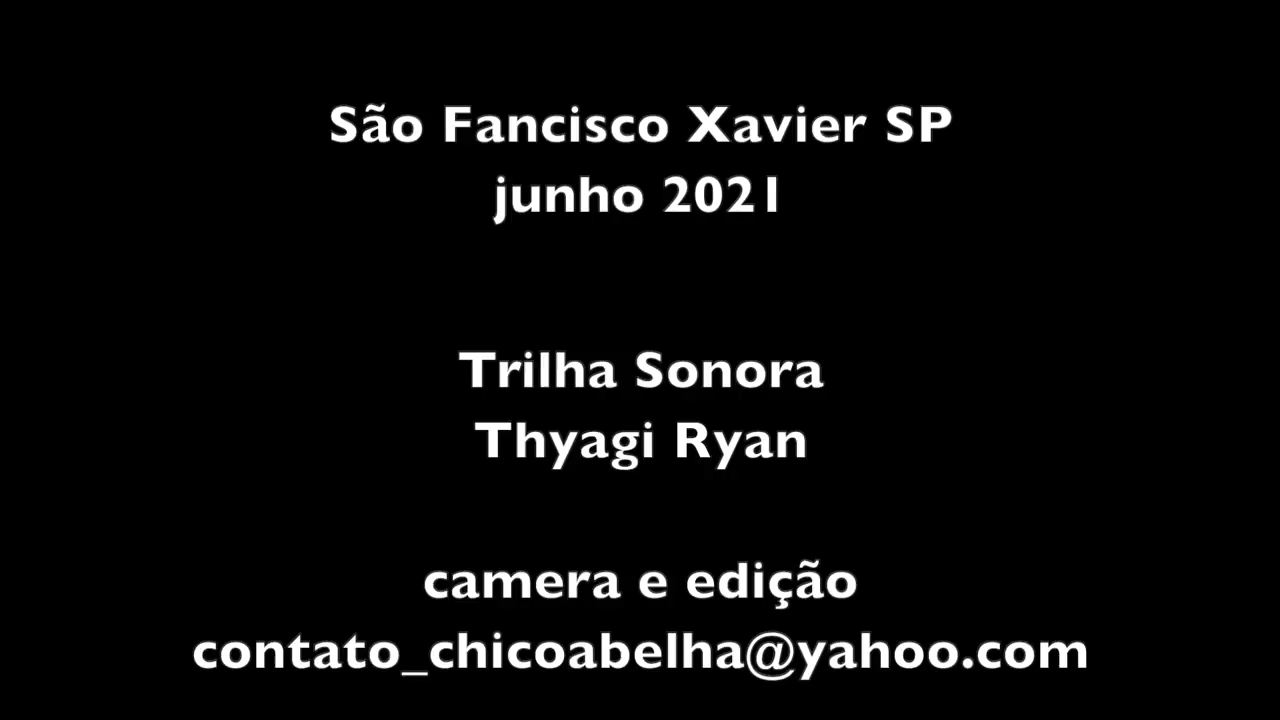 São Fancisco Xavier SP
junho 2021
Trilha Sonora
Thyagi Ryan
camera e edição
contato_chicoabelha@yahoo.com